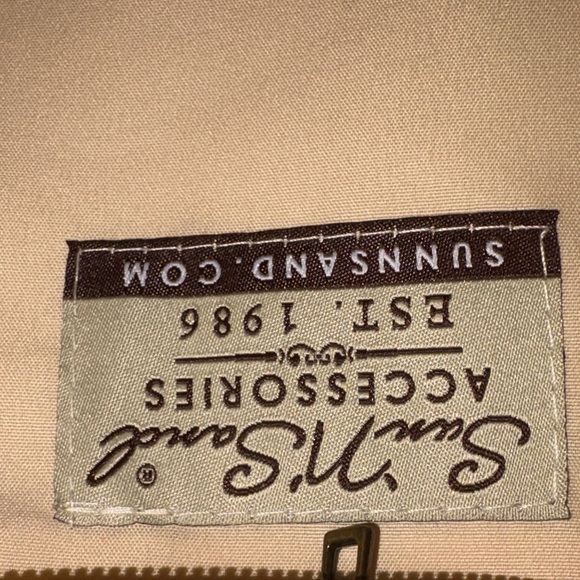 Sun 'N' Sand®
ACCESSORIES
EST. 1986
SUNNSAND.COM